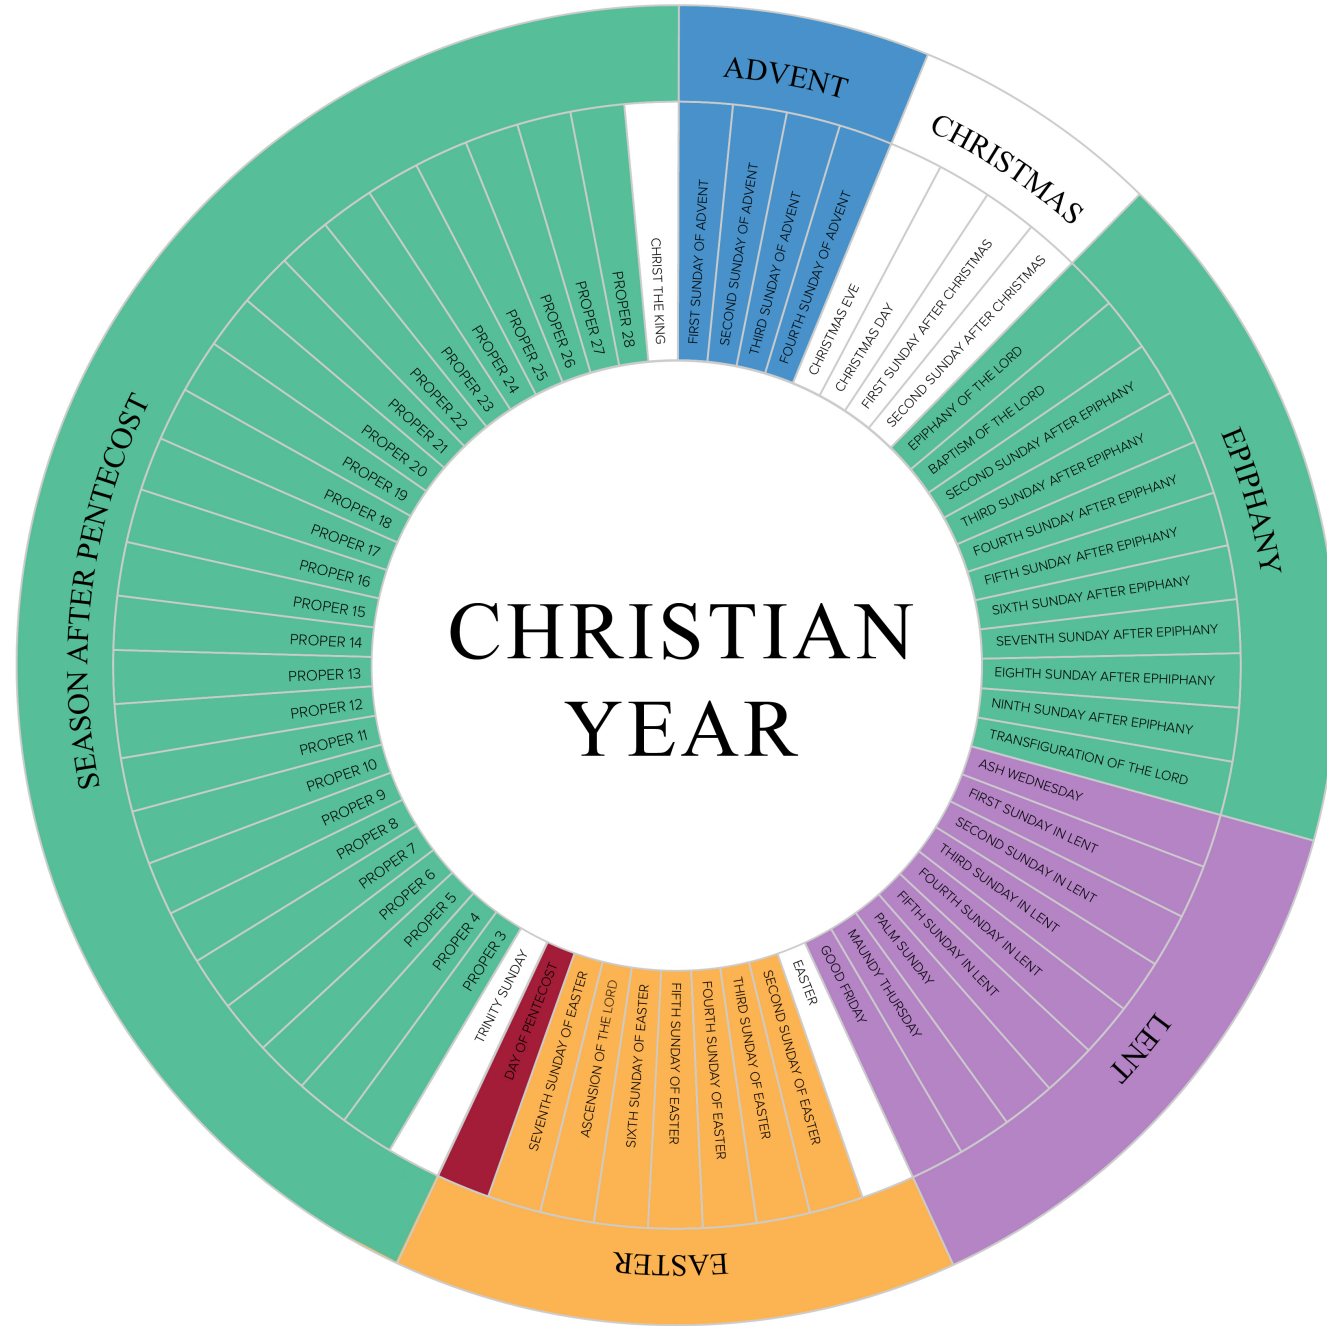 CHRISTIAN
YEAR
ADVENT
FIRST SUNDAY OF ADVENT
SECOND SUNDAY OF ADVENT
THIRD SUNDAY OF ADVENT
FOURTH SUNDAY OF ADVENT
CHRISTMAS
CHRISTMAS EVE
CHRISTMAS DAY
FIRST SUNDAY AFTER CHRISTMAS
SECOND SUNDAY AFTER CHRISTMAS
EPIPHANY
EPIPHANY OF THE LORD
BAPTISM OF THE LORD
SECOND SUNDAY AFTER EPIPHANY
THIRD SUNDAY AFTER EPIPHANY
FOURTH SUNDAY AFTER EPIPHANY
FIFTH SUNDAY AFTER EPIPHANY
SIXTH SUNDAY AFTER EPIPHANY
SEVENTH SUNDAY AFTER EPIPHANY
EIGHTH SUNDAY AFTER EPHIPHANY
NINTH SUNDAY AFTER EPIPHANY
TRANSFIGURATION OF THE LORD
LENT
ASH WEDNESDAY
FIRST SUNDAY IN LENT
SECOND SUNDAY IN LENT
THIRD SUNDAY IN LENT
FOURTH SUNDAY IN LENT
FIFTH SUNDAY IN LENT
PALM SUNDAY
MAUNDY THURSDAY
GOOD FRIDAY
EASTER
EASTER
SECOND SUNDAY OF EASTER
THIRD SUNDAY OF EASTER
FOURTH SUNDAY OF EASTER
FIFTH SUNDAY OF EASTER
SIXTH SUNDAY OF EASTER
ASCENSION OF THE LORD
SEVENTH SUNDAY OF EASTER
DAY OF PENTECOST
SEASON AFTER PENTECOST
TRINITY SUNDAY
PROPER 3
PROPER 4
PROPER 5
PROPER 6
PROPER 7
PROPER 8
PROPER 9
PROPER 10
PROPER 11
PROPER 12
PROPER 13
PROPER 14
PROPER 15
PROPER 16
PROPER 17
PROPER 18
PROPER 19
PROPER 20
PROPER 21
PROPER 22
PROPER 23
PROPER 24
PROPER 25
PROPER 26
PROPER 27
PROPER 28
CHRIST THE KING